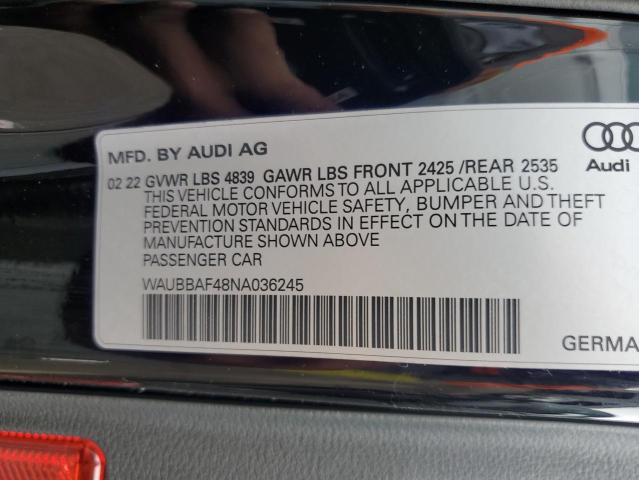 MFD. BY AUDI AG
Audi
02 22 GVWR LBS 4839 GAWR LBS FRONT 2425 /REAR 2535
THIS VEHICLE CONFORMS TO ALL APPLICABLE U.S.
FEDERAL MOTOR VEHICLE SAFETY, BUMPER AND THEFT
PREVENTION STANDARDS IN EFFECT ON THE DATE OF
MANUFACTURE SHOWN ABOVE
PASSENGER CAR
WAUBBAF48NA036245
GERMA